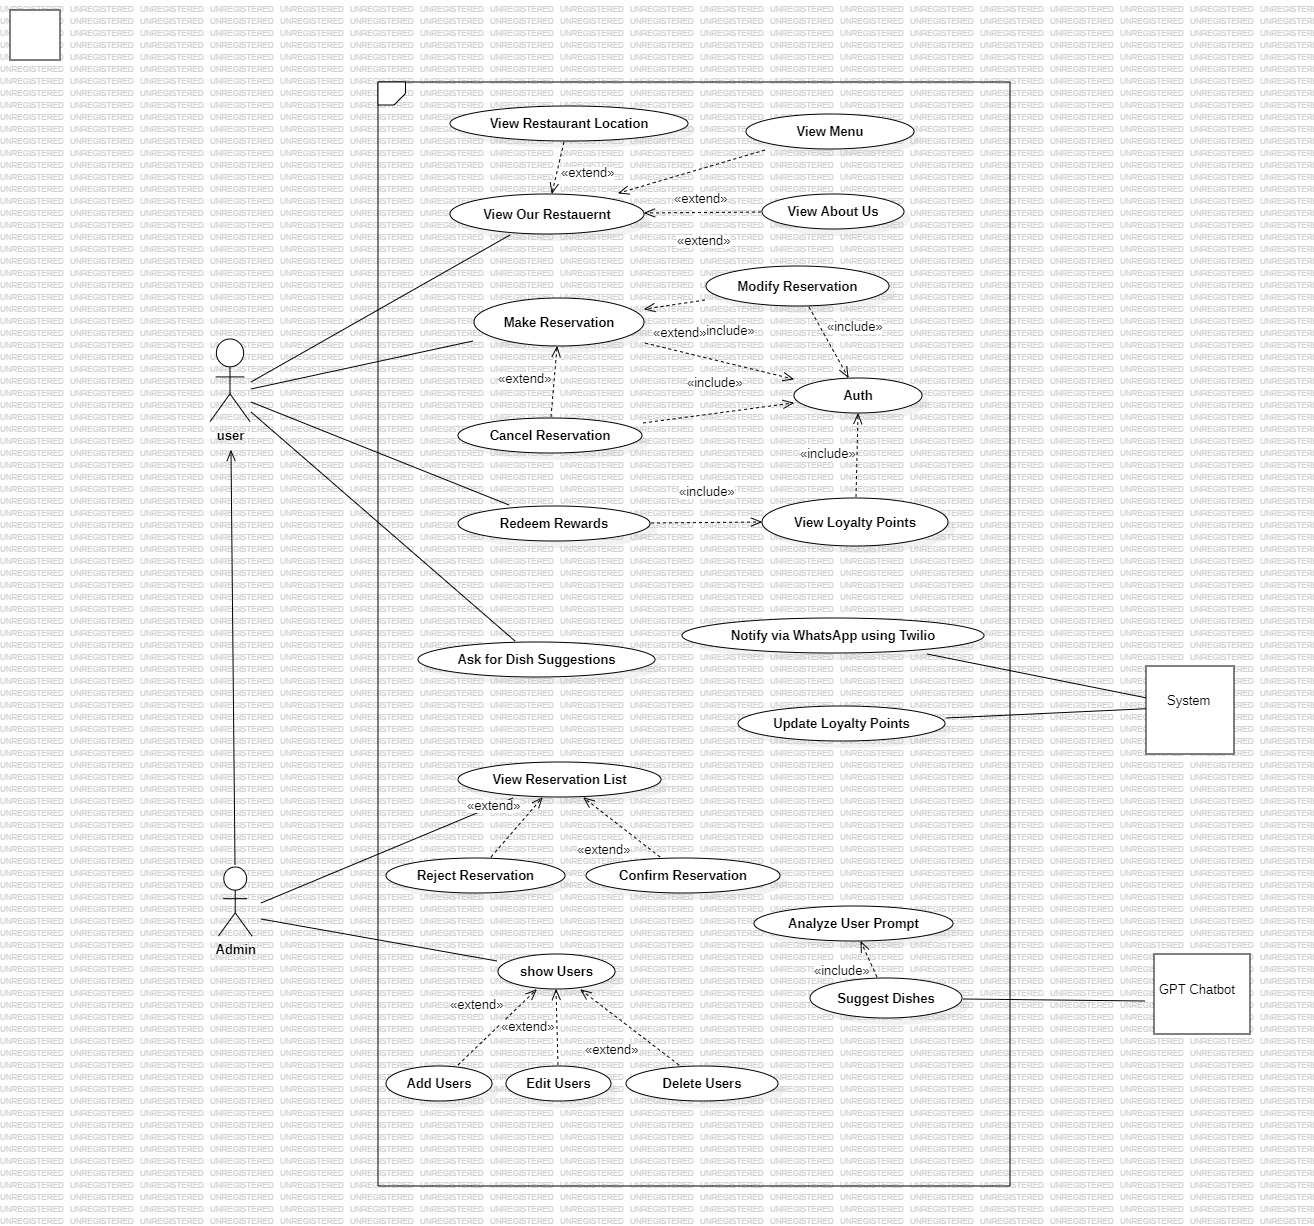 View Restaurant Location
View Menu
«extend»
«extend»
View Our Restauernt
View About Us
«extend»
Modify Reservation
Make Reservation
«extend»
include»
«include»
«extend»
«include»
Auth
user
Cancel Reservation
«include»
«include»
Redeem Rewards
View Loyalty Points
Notify via WhatsApp using Twilio
Ask for Dish Suggestions
System
Update Loyalty Points
View Reservation List
«extend»
«extend»
Reject Reservation
Confirm Reservation
Analyze User Prompt
Admin
show Users
«include»
GPT Chatbot
Suggest Dishes
«extend»
«extend»
«extend»
Add Users
Edit Users
Delete Users
UNREGISTERED